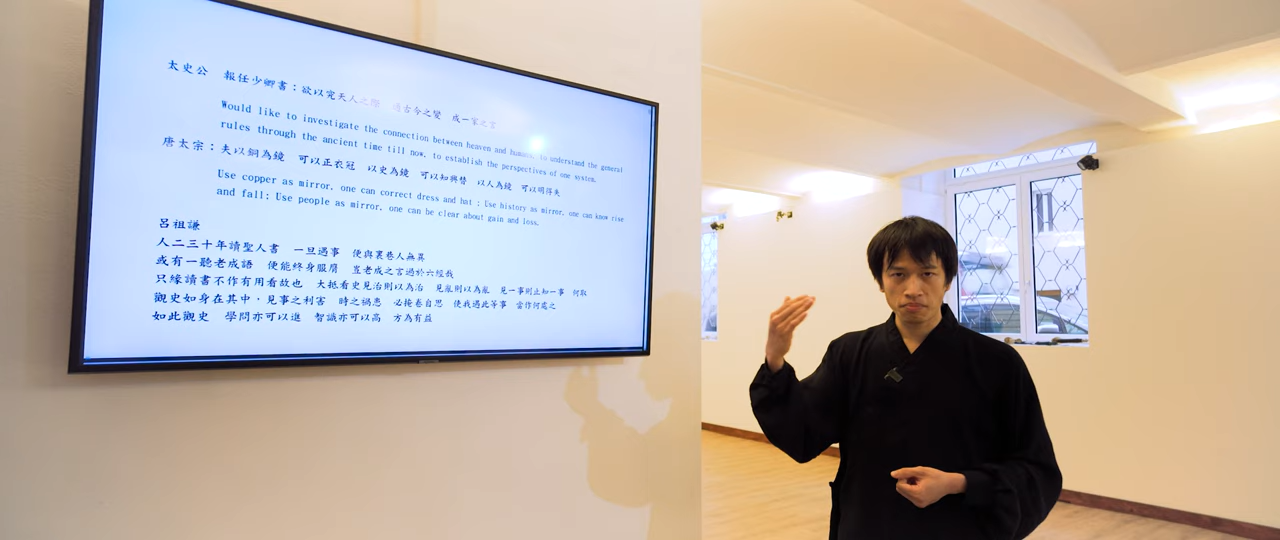 太史公 報任少卿書：欲以究天人之際 通古今之變 成一家之言
Would like to investigate the connection between heaven and humans, to understand the general
rules through the ancient time till now, to establish the perspectives of one system.
唐太宗：夫以銅為鏡 可以正衣冠 以史為鏡 可以知興替 以人為鏡 可以明得失
Use copper as mirror, one can correct dress and hat ; Use history as mirror, one can know rise
and fall; Use people as mirror, one can be clear about gain and loss.
呂祖謙
人二三十年讀聖人書 一旦遇事 便與裏巷人無異
或有一聽老成語 便能終身服膺 豈老成之言過於六經哉
只緣讀書不作有用看故也 大抵看史見治則以為治 見亂則以為亂 見一事則止知一事 何取
觀史如身在其中，見事之利害 時之禍患 必掩卷自思 使我遇此等事 當作何處之
如此觀史 學問亦可以進 智識亦可以高 方為有益